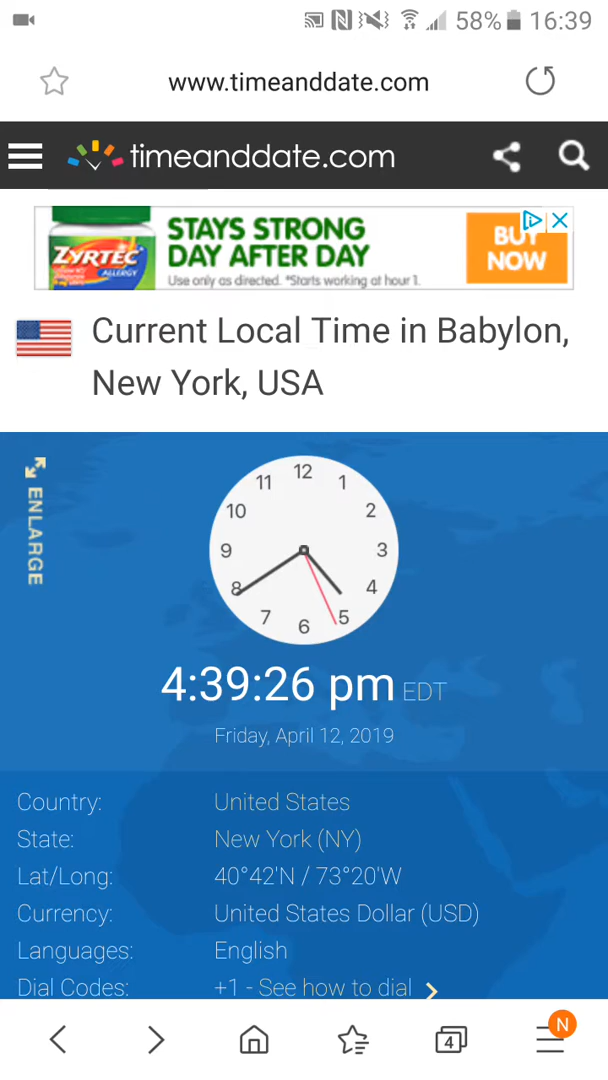 58% 16:39
www.timeanddate.com
timeanddate.com
ZYRTEC
ALLERGY
STAYS STRONG
DAY AFTER DAY
Use only as directed. *Starts working at hour 1.
BUY
NOW
Current Local Time in Babylon,
New York, USA
ENLARGE
12
11 1
10 2
9 3
8 4
7 5
6
4:39:26 pm EDT
Friday, April 12, 2019
Country: United States
State: New York (NY)
Lat/Long: 40°42'N / 73°20'W
Currency: United States Dollar (USD)
Languages: English
Dial Codes: +1 - See how to dial
4
N